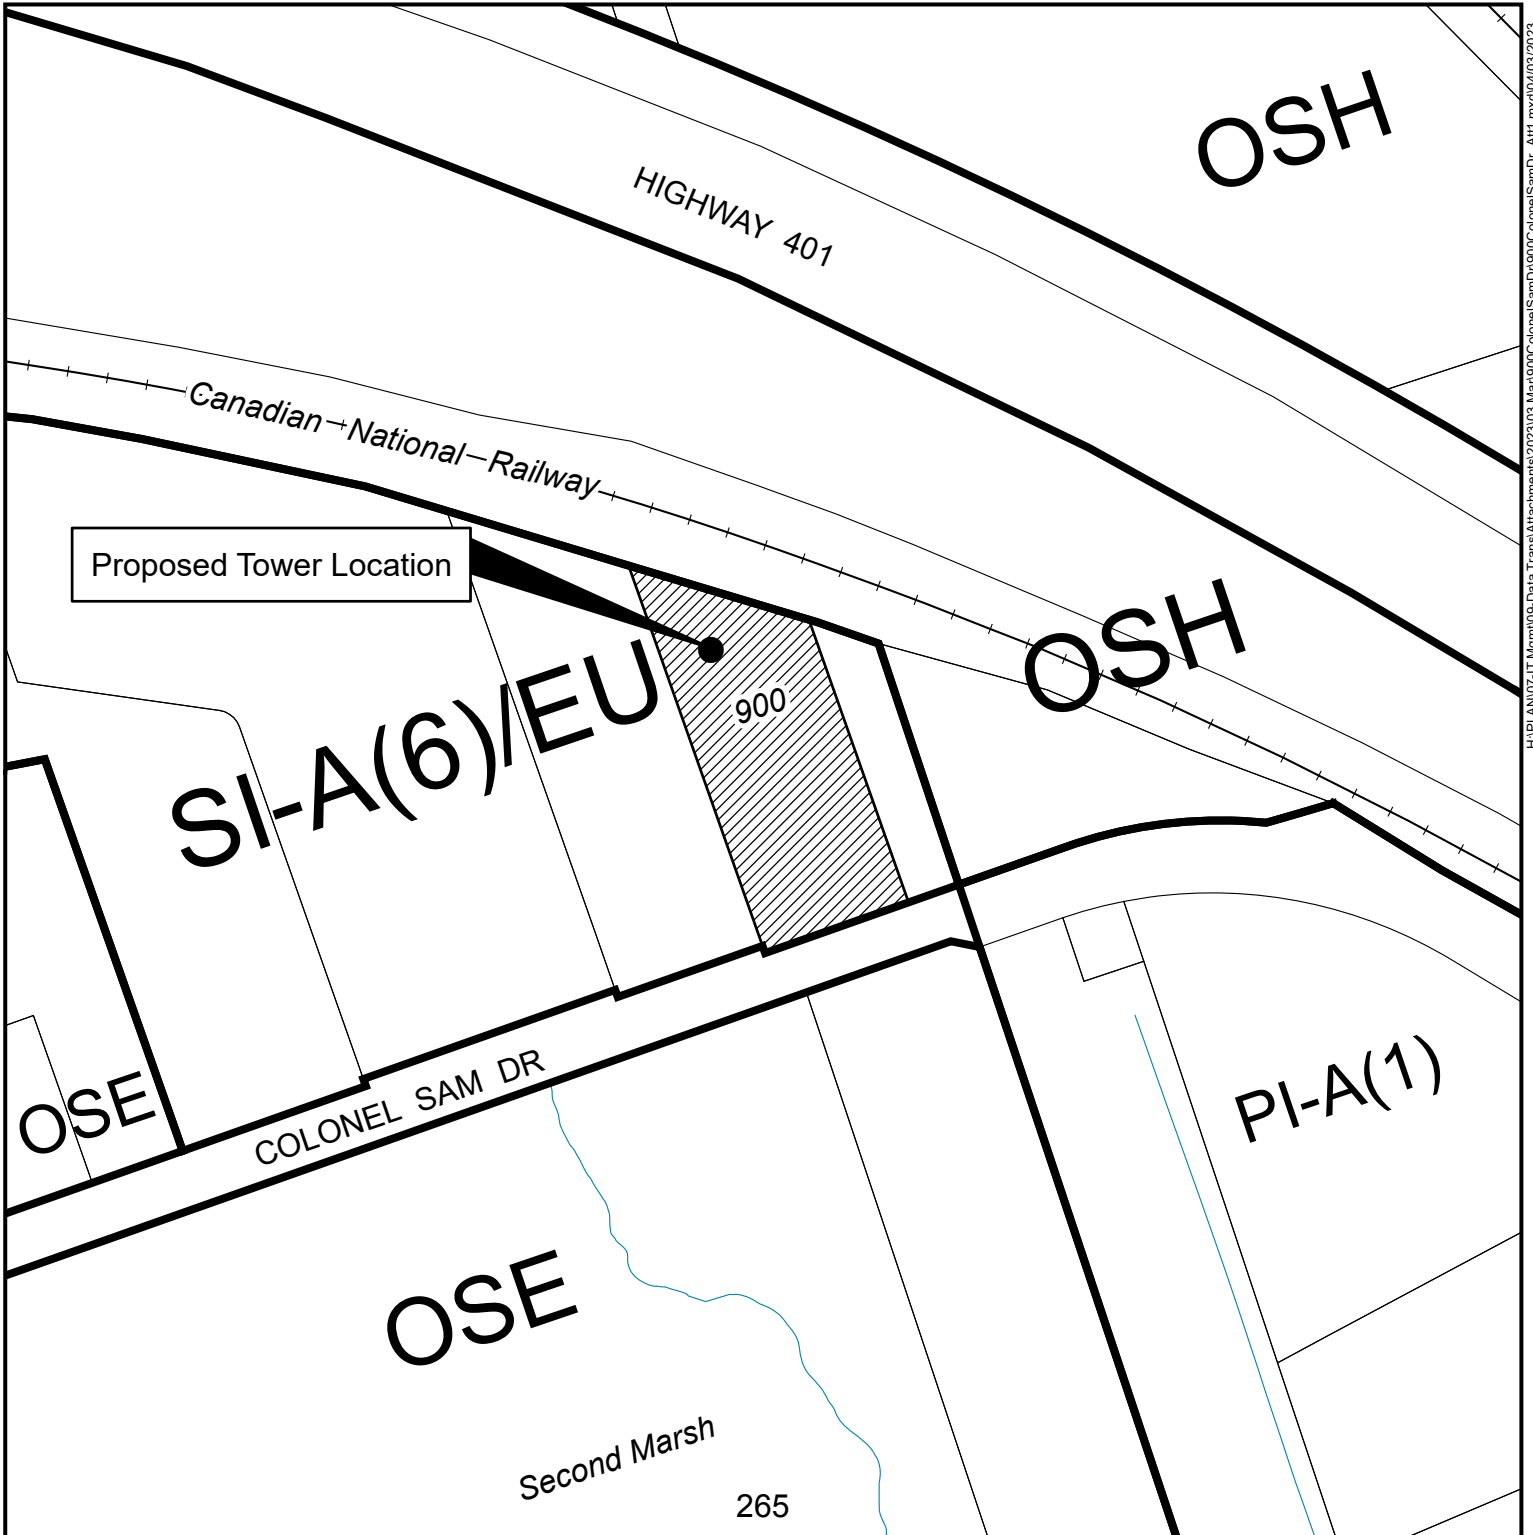 OSH
HIGHWAY 401
Canadian National Railway
Proposed Tower Location
OSH
SI-A(6)/EU
900
OSE
COLONEL SAM DR
PI-A(1)
OSE
Second Marsh
265